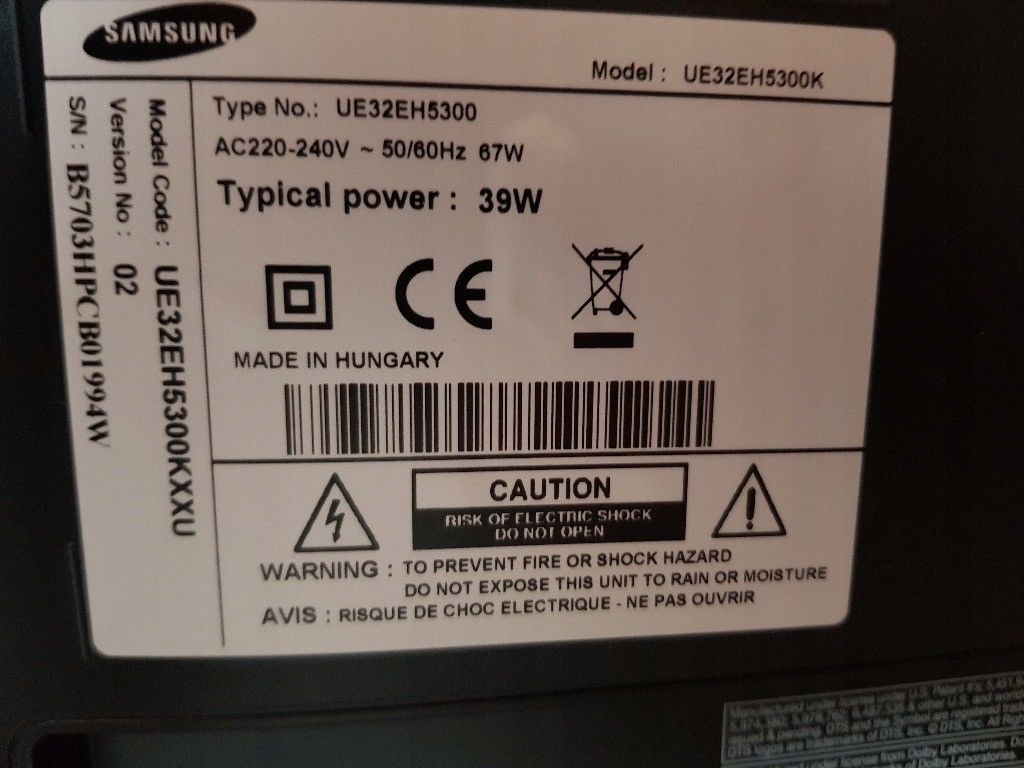 SAMSUNG
Model : UE32EH5300K
Type No.: UE32EH5300
AC220-240V ~ 50/60Hz 67W
Typical power : 39W
CE
MADE IN HUNGARY
Model Code : UE32EH5300KXXU
Version No : 02
S/N : B5703HPCB01994W
CAUTION
RISK OF ELECTRIC SHOCK
DO NOT OPEN
WARNING : TO PREVENT FIRE OR SHOCK HAZARD
DO NOT EXPOSE THIS UNIT TO RAIN OR MOISTURE
AVIS : RISQUE DE CHOC ELECTRIQUE - NE PAS OUVRIR